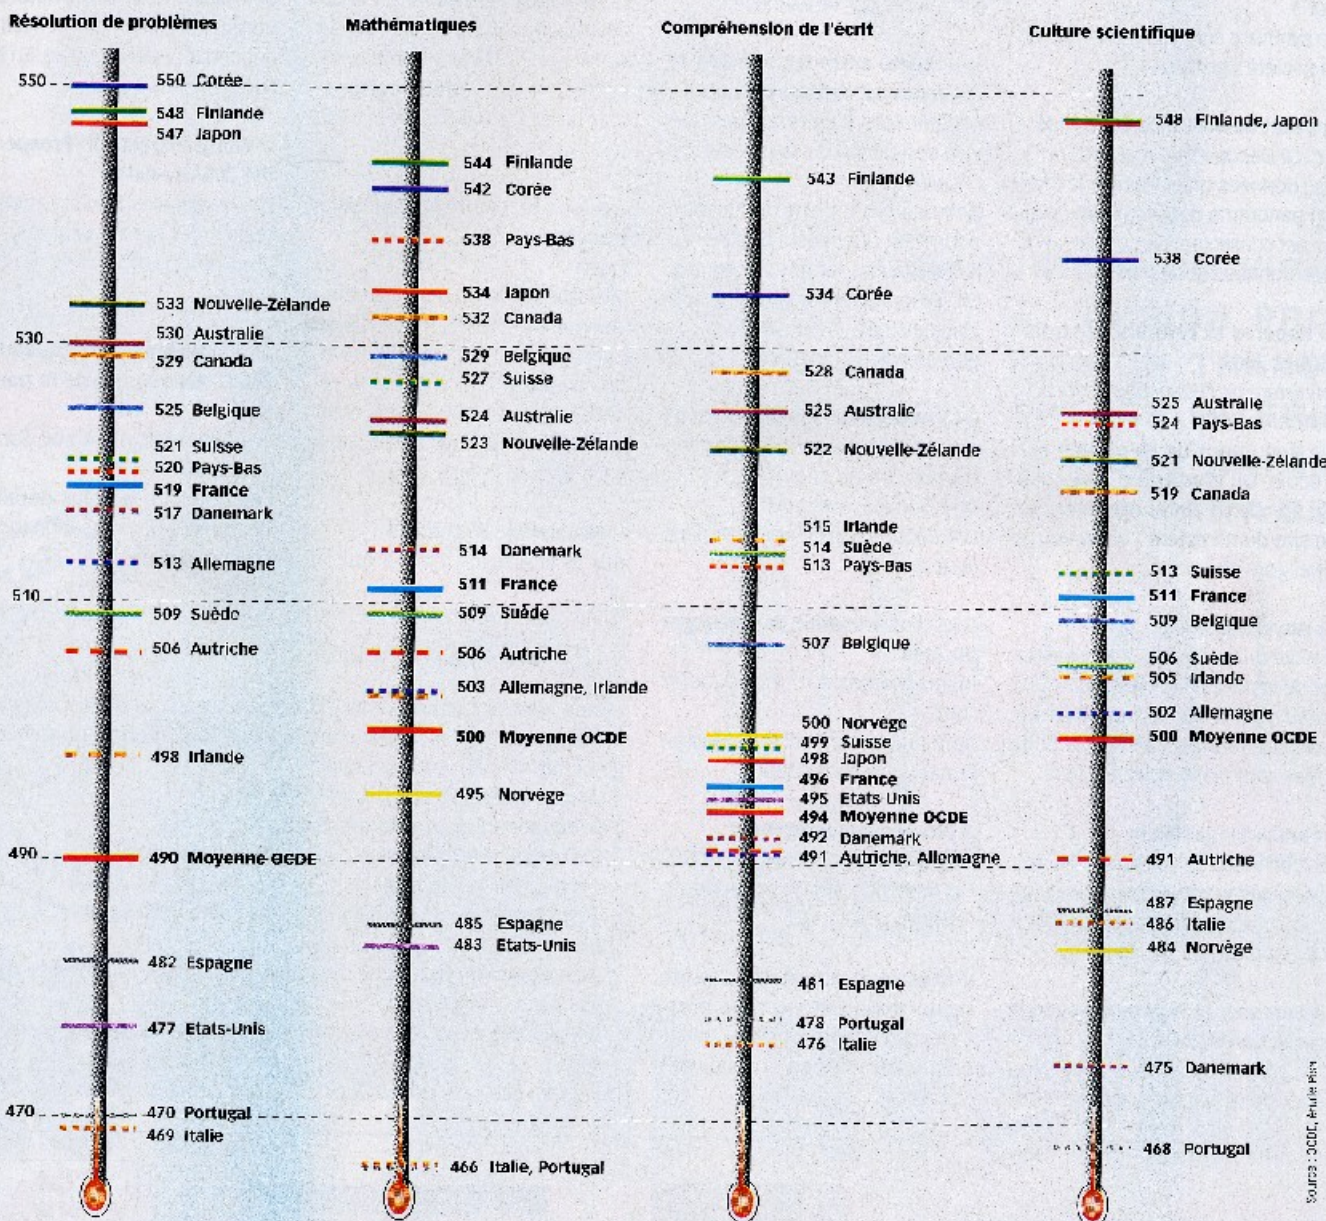 Résolution de problèmes
550
550 Corée
548 Finlande
547 Japon
533 Nouvelle-Zélande
530
530 Australie
529 Canada
525 Belgique
521 Suisse
520 Pays-Bas
519 France
517 Danemark
513 Allemagne
510
509 Suède
506 Autriche
498 Irlande
490
490 Moyenne OCDE
482 Espagne
477 Etats-Unis
470
470 Portugal
469 Italie
Mathématiques
544 Finlande
542 Corée
538 Pays-Bas
534 Japon
532 Canada
529 Belgique
527 Suisse
524 Australie
523 Nouvelle-Zélande
514 Danemark
511 France
509 Suède
506 Autriche
503 Allemagne, Irlande
500 Moyenne OCDE
495 Norvège
485 Espagne
483 Etats-Unis
466 Italie, Portugal
Compréhension de l'écrit
543 Finlande
534 Corée
528 Canada
525 Australie
522 Nouvelle-Zélande
515 Irlande
514 Suède
513 Pays-Bas
507 Belgique
500 Norvège
499 Suisse
498 Japon
496 France
495 Etats Unis
494 Moyenne OCDE
492 Danemark
491 Autriche, Allemagne
481 Espagne
478 Portugal
476 Italie
Culture scientifique
548 Finlande, Japon
538 Corée
525 Australie
524 Pays-Bas
521 Nouvelle-Zélande
519 Canada
513 Suisse
511 France
509 Belgique
506 Suède
505 Irlande
502 Allemagne
500 Moyenne OCDE
491 Autriche
487 Espagne
486 Italie
484 Norvège
475 Danemark
468 Portugal
Source : OCDE,